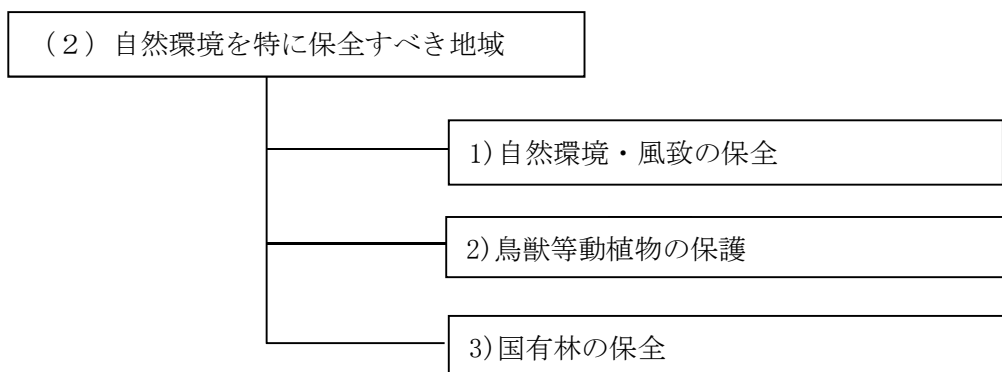 （２）自然環境を特に保全すべき地域
1)自然環境・風致の保全
2)鳥獣等動植物の保護
3)国有林の保全